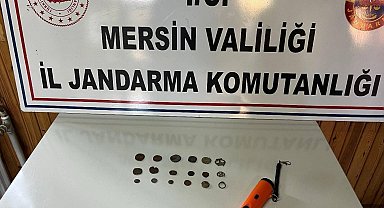 MERSİN VALİLİĞİ
İL JANDARMA KOMUTANLIĞI